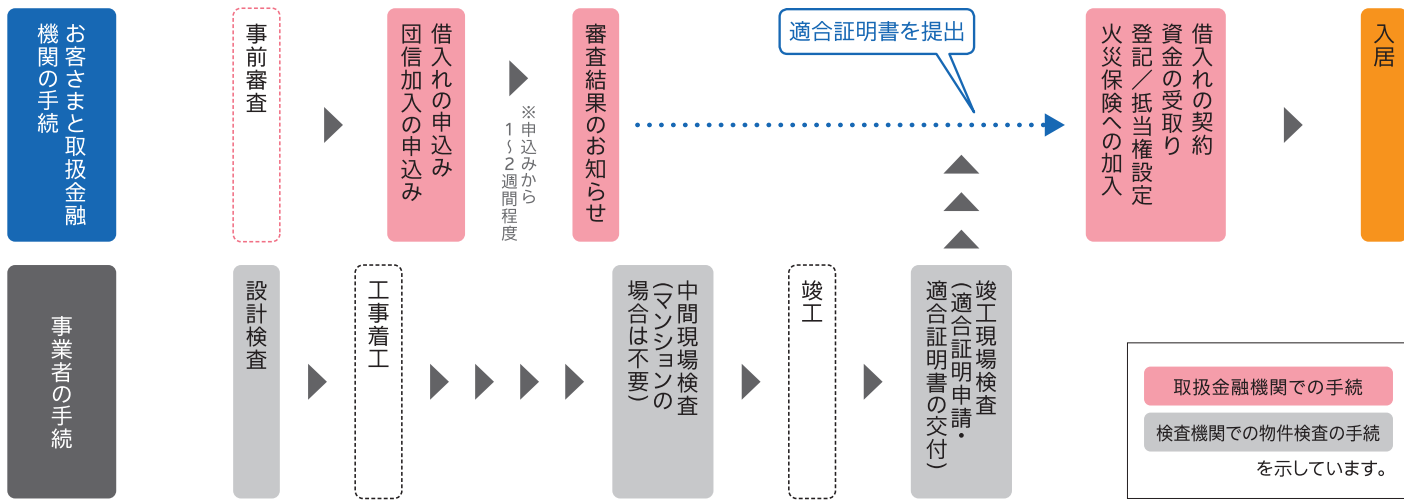 お客さまと取扱金融
機関の手続
事前審査
借入れの申込み
団信加入の申込み
※申込みから
1～2週間程度
審査結果のお知らせ
適合証明書を提出
借入れの契約
資金の受取り
登記／抵当権設定
火災保険への加入
入居
事業者の手続
設計検査
工事着工
中間現場検査
(マンションの
場合は不要)
竣工
竣工現場検査
(適合証明申請・
適合証明書の交付)
取扱金融機関での手続
検査機関での物件検査の手続
を示しています。